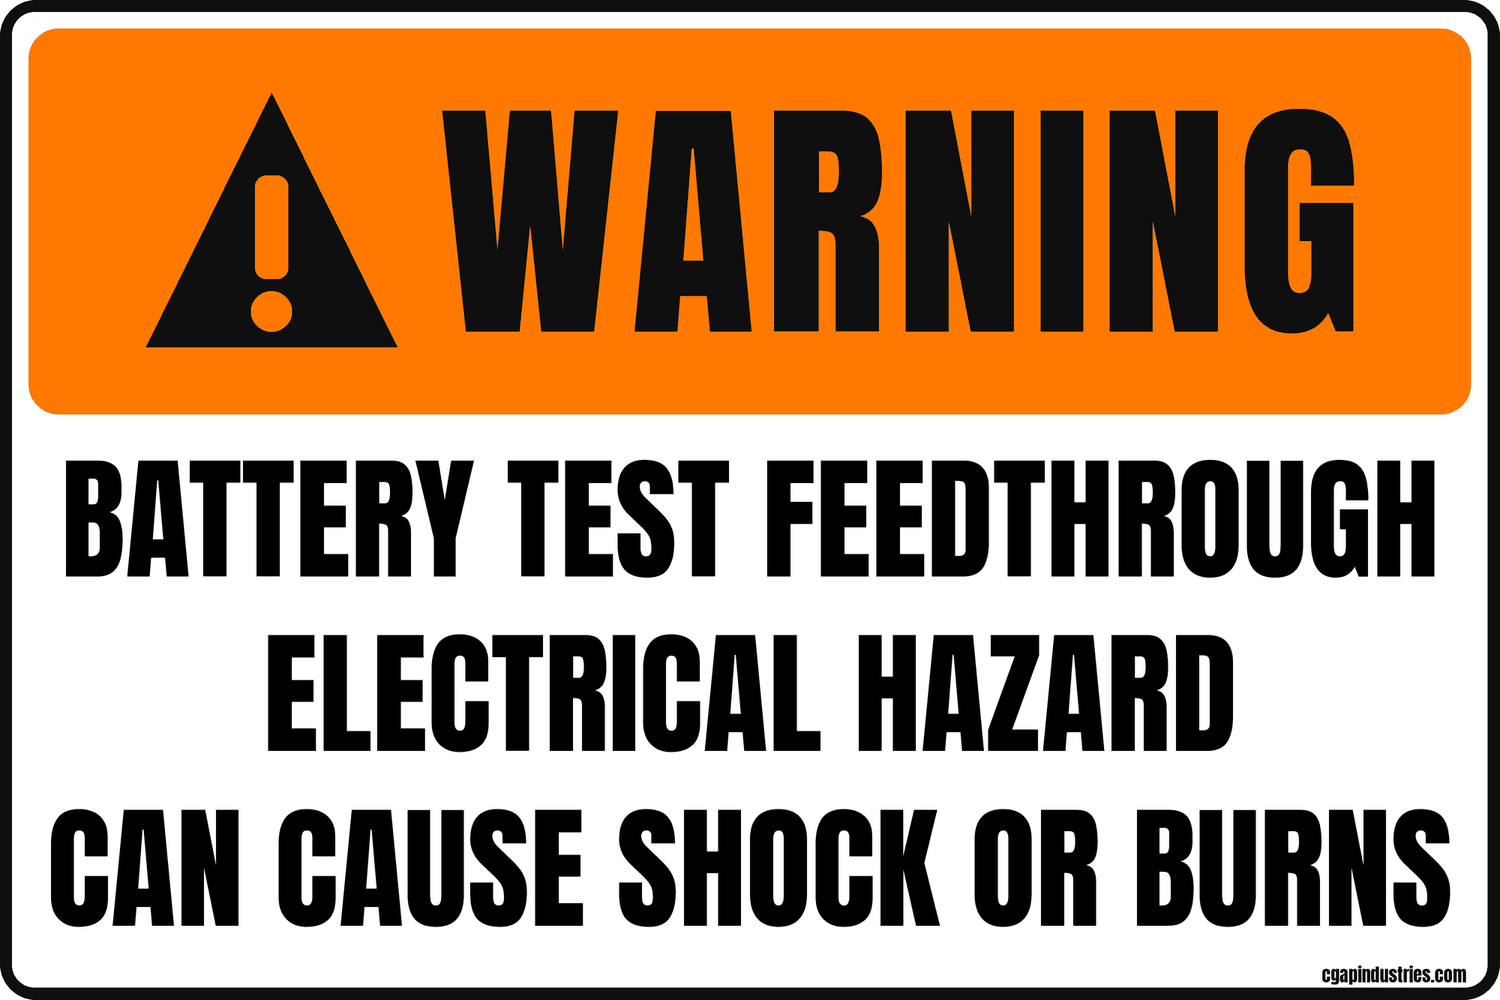 WARNING
BATTERY TEST FEEDTHROUGH
ELECTRICAL HAZARD
CAN CAUSE SHOCK OR BURNS
cgapindustries.com